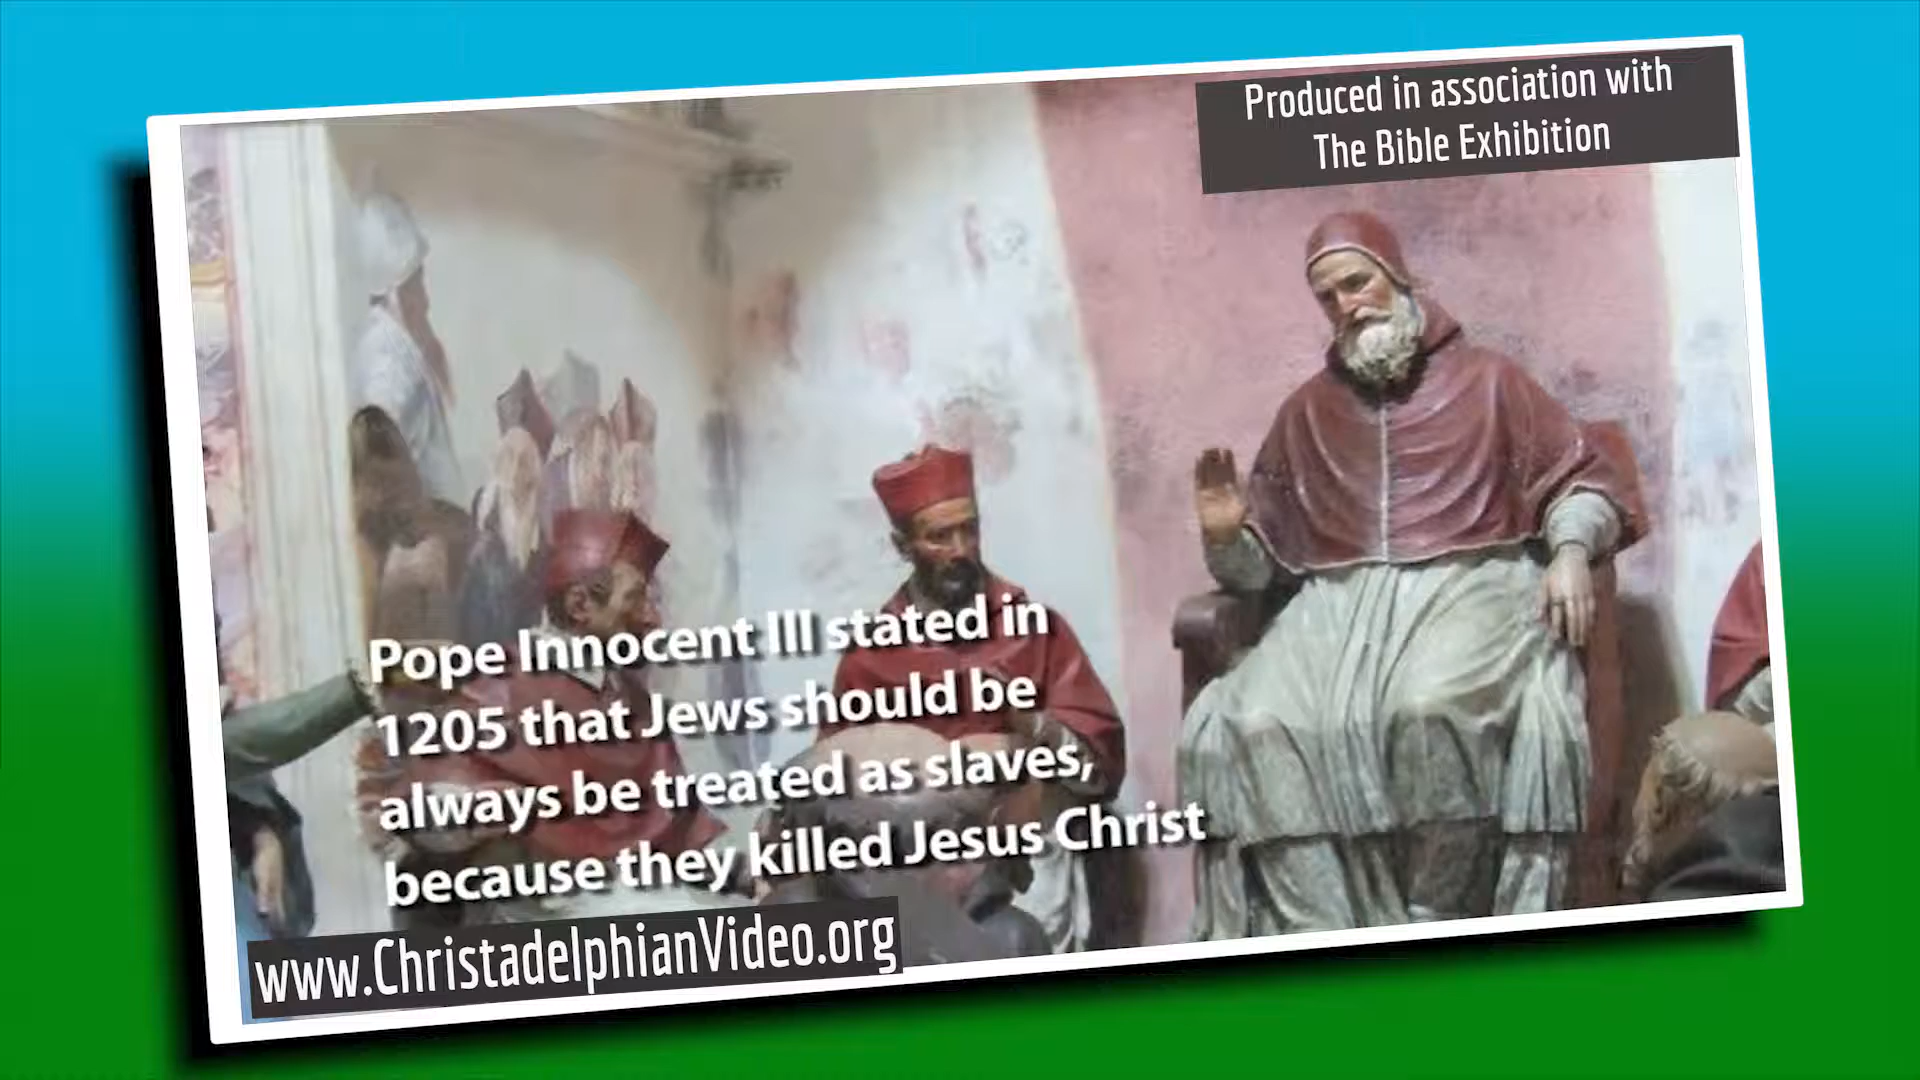 Produced in association with
The Bible Exhibition
Pope Innocent III stated in
1205 that Jews should be
always be treated as slaves,
because they killed Jesus Christ
www.ChristadelphianVideo.org